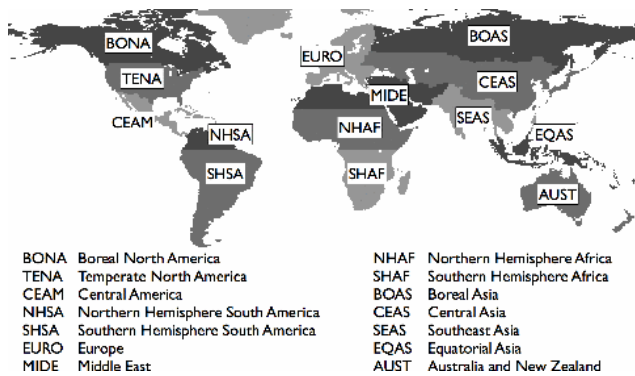 BONA
BOAS
EURO
TENA
CEAS
MIDE
CEAM
SEAS
NHSA
NHAF
EQAS
SHSA
SHAF
AUST
BONA Boreal North America
TENA Temperate North America
CEAM Central America
NHSA Northern Hemisphere South America
SHSA Southern Hemisphere South America
EURO Europe
MIDE Middle East
NHAF Northern Hemisphere Africa
SHAF Southern Hemisphere Africa
BOAS Boreal Asia
CEAS Central Asia
SEAS Southeast Asia
EQAS Equatorial Asia
AUST Australia and New Zealand